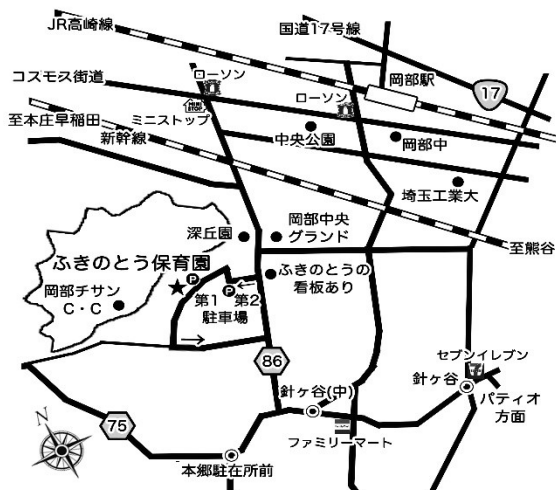 JR高崎線
国道17号線
コスモス街道
ローソン
岡部駅
17
MINI STOP
ミニストップ
ローソン
至本庄早稲田
新幹線
中央公園
岡部中
埼玉工業大
深丘園
岡部中央
グランド
至熊谷
ふきのとう保育園
P
ふきのとうの
看板あり
岡部チサン
C・C
P
第1
第2
駐車場
86
セブンイレブン
針ヶ谷
パティオ
方面
針ヶ谷(中)
75
ファミリーマート
N
本郷駐在所前